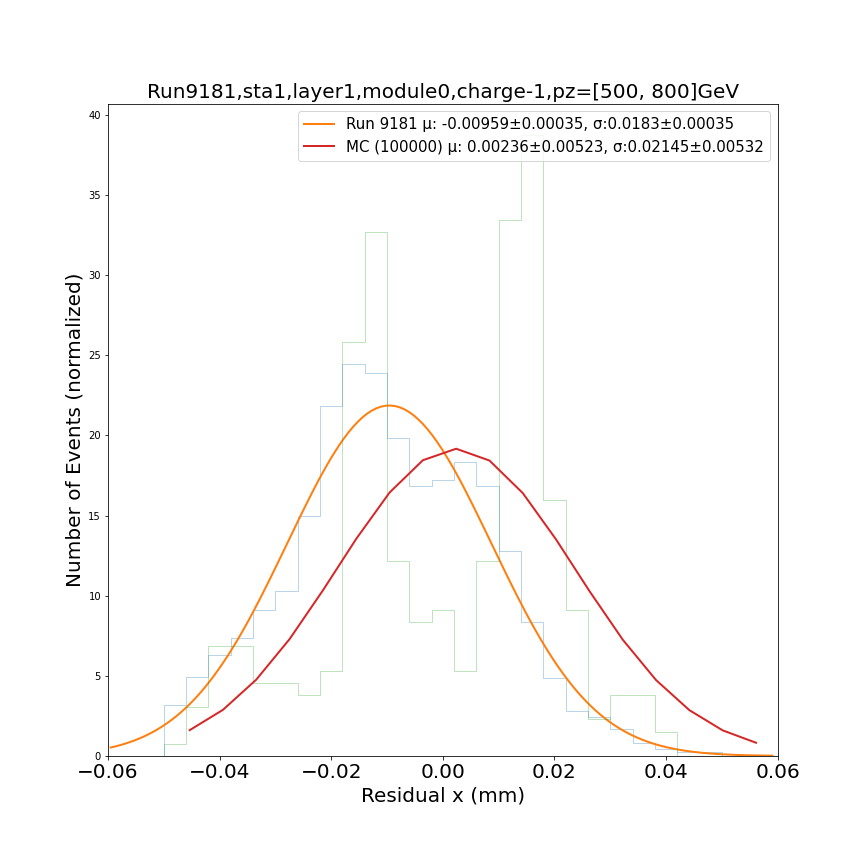 Run9181,sta1,layer1,module0,charge-1,pz=[500, 800]GeV
Run 9181 μ: -0.00959±0.00035, σ:0.0183±0.00035
MC (100000) μ: 0.00236±0.00523, σ:0.02145±0.00532
Number of Events (normalized)
40
35
30
25
20
15
10
5
0
−0.06 −0.04 −0.02 0.00 0.02 0.04 0.06
Residual x (mm)